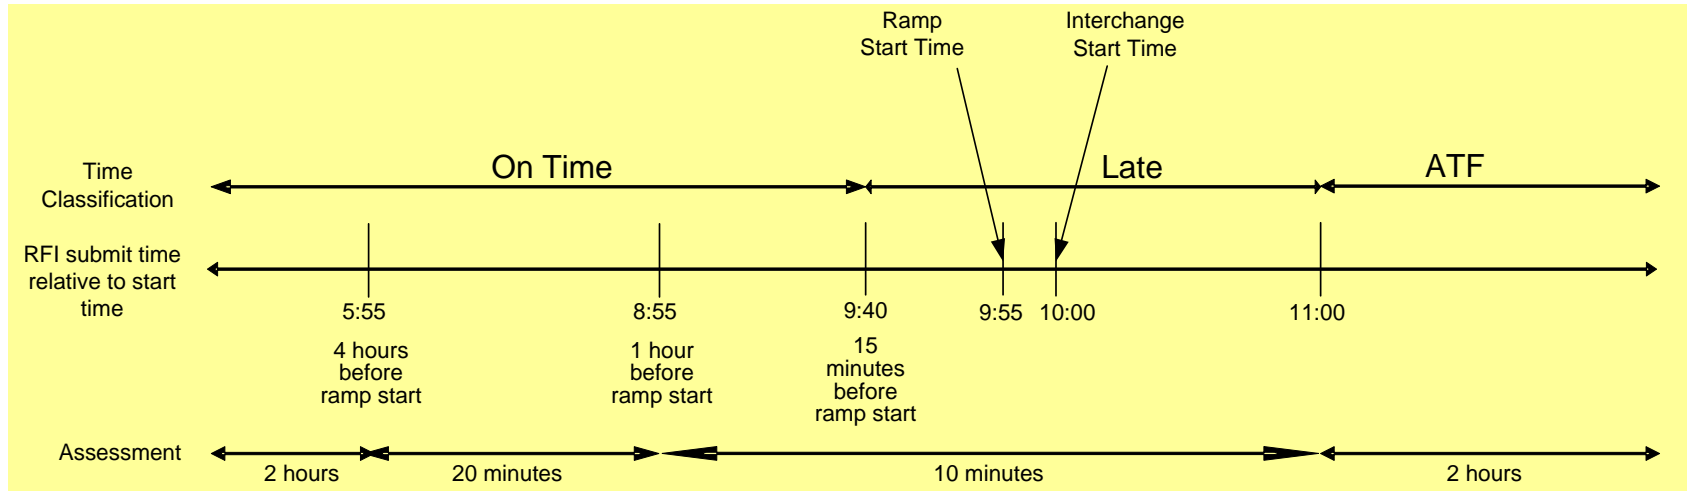 Ramp
Start Time
Interchange
Start Time
Time
Classification
On Time
Late
ATF
RFI submit time
relative to start
time
5:55
8:55
9:40
9:55
10:00
11:00
4 hours
before
ramp start
1 hour
before
ramp start
15
minutes
before
ramp start
Assessment
2 hours
20 minutes
10 minutes
2 hours